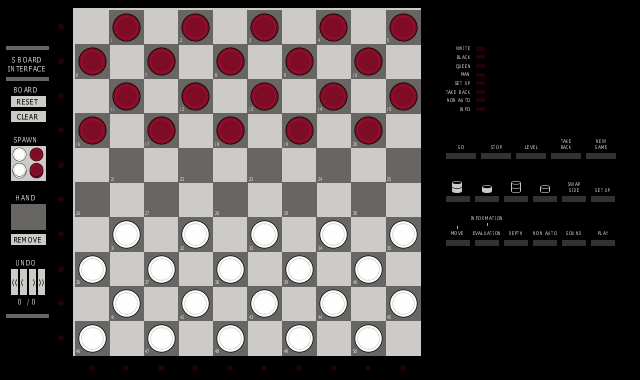 S BOARD
INTERFACE
BOARD
RESET
CLEAR
SPAWN
HAND
REMOVE
UNDO
0 / 0
WHITE
BLACK
QUEEN
MAN
SET UP
TAKE BACK
NON AUTO
INFO
GO
STOP
LEVEL
TAKE
BACK
NEW
GAME
SWAP
SIDE
SET UP
INFORMATION
MOVE
EVALUATION
DEPTH
NON AUTO
SOUND
PLAY